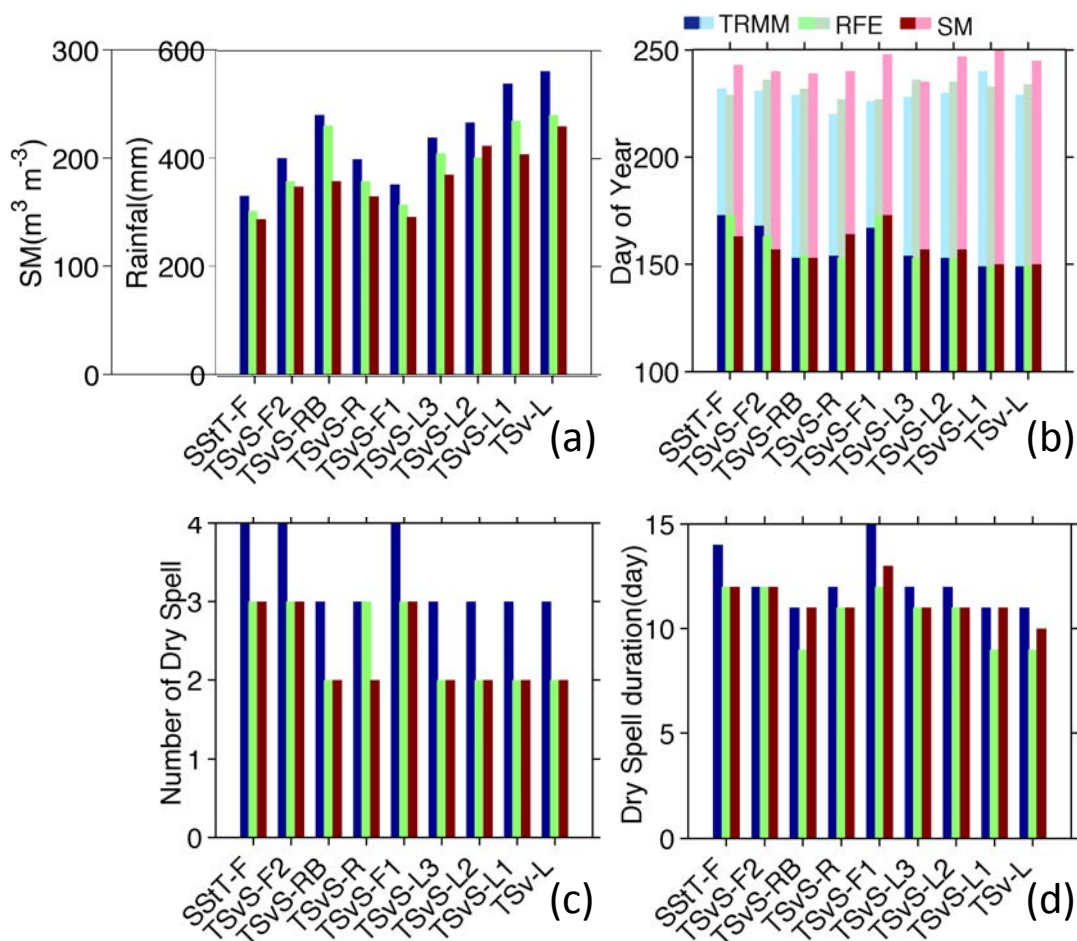 TRMM RFE SM
300
200
100
0
SM(m³ m⁻³)
600
400
200
0
Rainfal(mm)
SStT-F
TSvS-F2
TSvS-RB
TSvS-R
TSvS-F1
TSvS-L3
TSvS-L2
TSvS-L1
TSv-L
(a)
250
200
150
100
Day of Year
SStT-F
TSvS-F2
TSvS-RB
TSvS-R
TSvS-F1
TSvS-L3
TSvS-L2
TSvS-L1
TSv-L
(b)
4
3
2
1
0
Number of Dry Spell
SStT-F
TSvS-F2
TSvS-RB
TSvS-R
TSvS-F1
TSvS-L3
TSvS-L2
TSvS-L1
TSv-L
(c)
15
10
5
0
Dry Spell duration(day)
SStT-F
TSvS-F2
TSvS-RB
TSvS-R
TSvS-F1
TSvS-L3
TSvS-L2
TSvS-L1
TSv-L
(d)